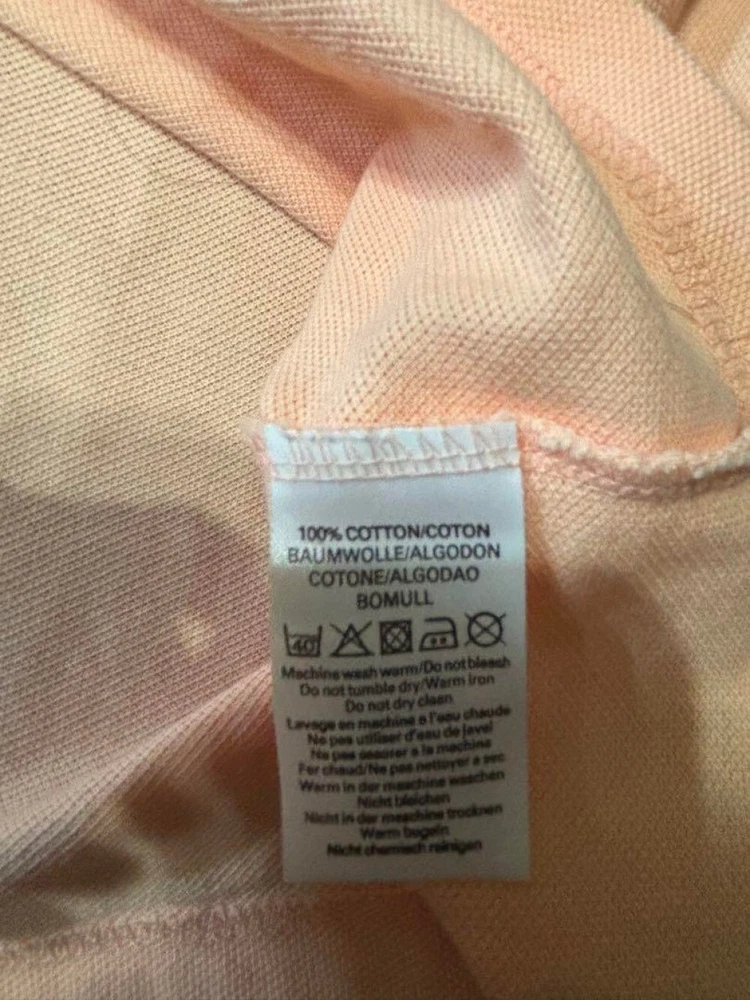 100% COTTON/COTON
BAUMWOLLE/ALGODON
COTONE/ALGODAO
BOMULL
40
Machine wash warm/Do not bleach
Do not tumble dry/Warm iron
Do not dry clean
Lavage en machine a l'eau chaude
Ne pas utiliser d'eau de javel
Ne pas essorer a la machine
Fer chaud/Ne pas nettoyer a sec
Warm in der maschine waschen
Nicht bleichen
Nicht in der maschine trocknen
Warm bugeln
Nicht chemisch reinigen